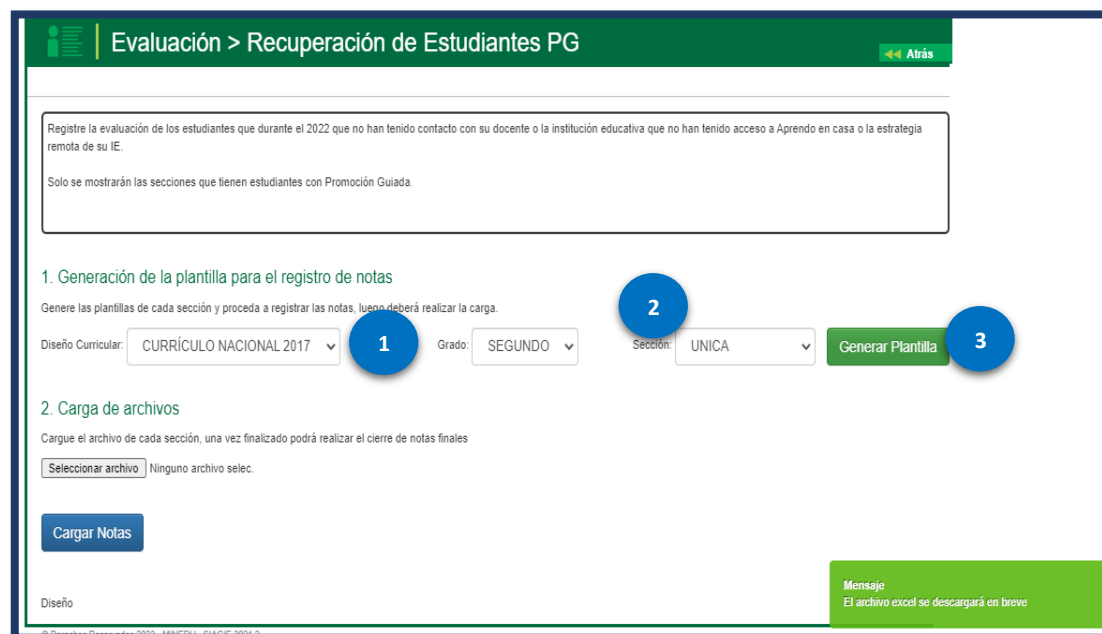 Evaluación > Recuperación de Estudiantes PG
Atrás
Registre la evaluación de los estudiantes que durante el 2022 que no han tenido contacto con su docente o la institución educativa que no han tenido acceso a Aprendo en casa o la estrategia
remota de su IE.
Solo se mostrarán las secciones que tienen estudiantes con Promoción Guiada.
1. Generación de la plantilla para el registro de notas
Genere las plantillas de cada sección y proceda a registrar las notas, luego deberá realizar la carga.
2
Diseño Curricular: CURRÍCULO NACIONAL 2017 1 Grado: SEGUNDO Sección: UNICA Generar Plantilla 3
2. Carga de archivos
Cargue el archivo de cada sección, una vez finalizado podrá realizar el cierre de notas finales
Seleccionar archivo Ninguno archivo selec.
Cargar Notas
Mensaje
El archivo excel se descargará en breve
Diseño